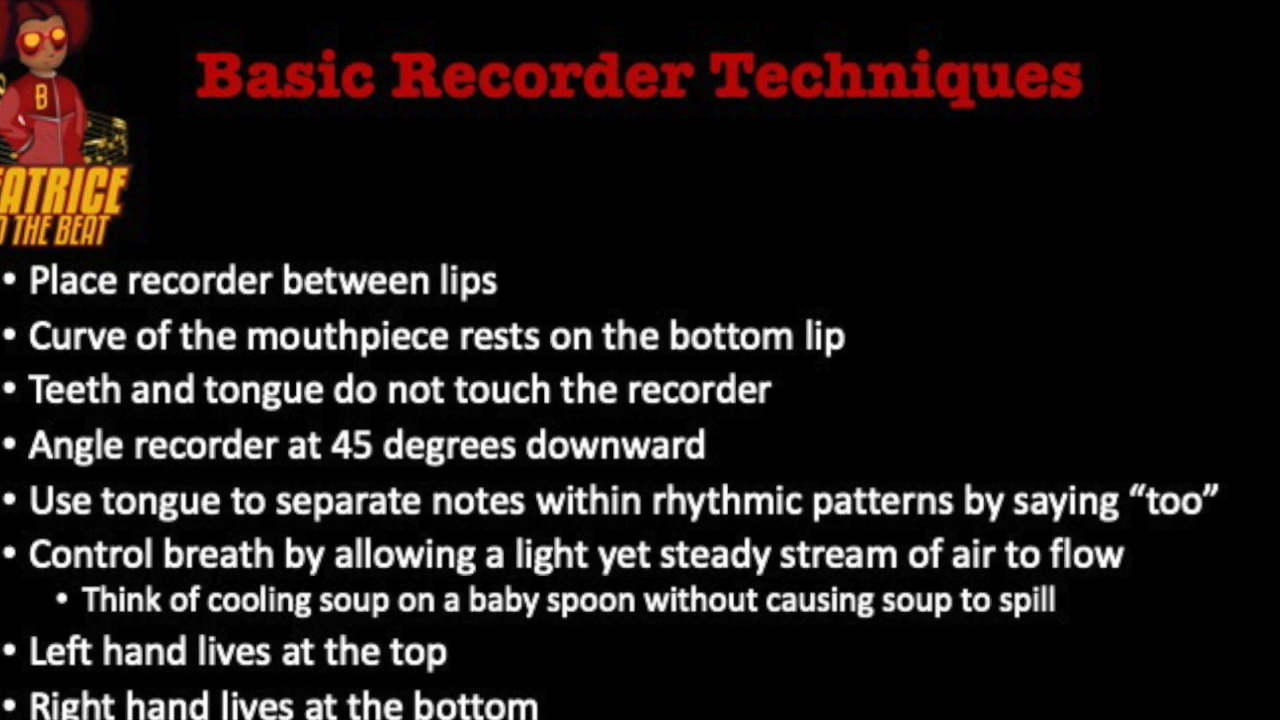 Basic Recorder Techniques
B
EATRICE
THE BEAT
• Place recorder between lips
• Curve of the mouthpiece rests on the bottom lip
• Teeth and tongue do not touch the recorder
• Angle recorder at 45 degrees downward
• Use tongue to separate notes within rhythmic patterns by saying “too”
• Control breath by allowing a light yet steady stream of air to flow
• Think of cooling soup on a baby spoon without causing soup to spill
• Left hand lives at the top
• Right hand lives at the bottom